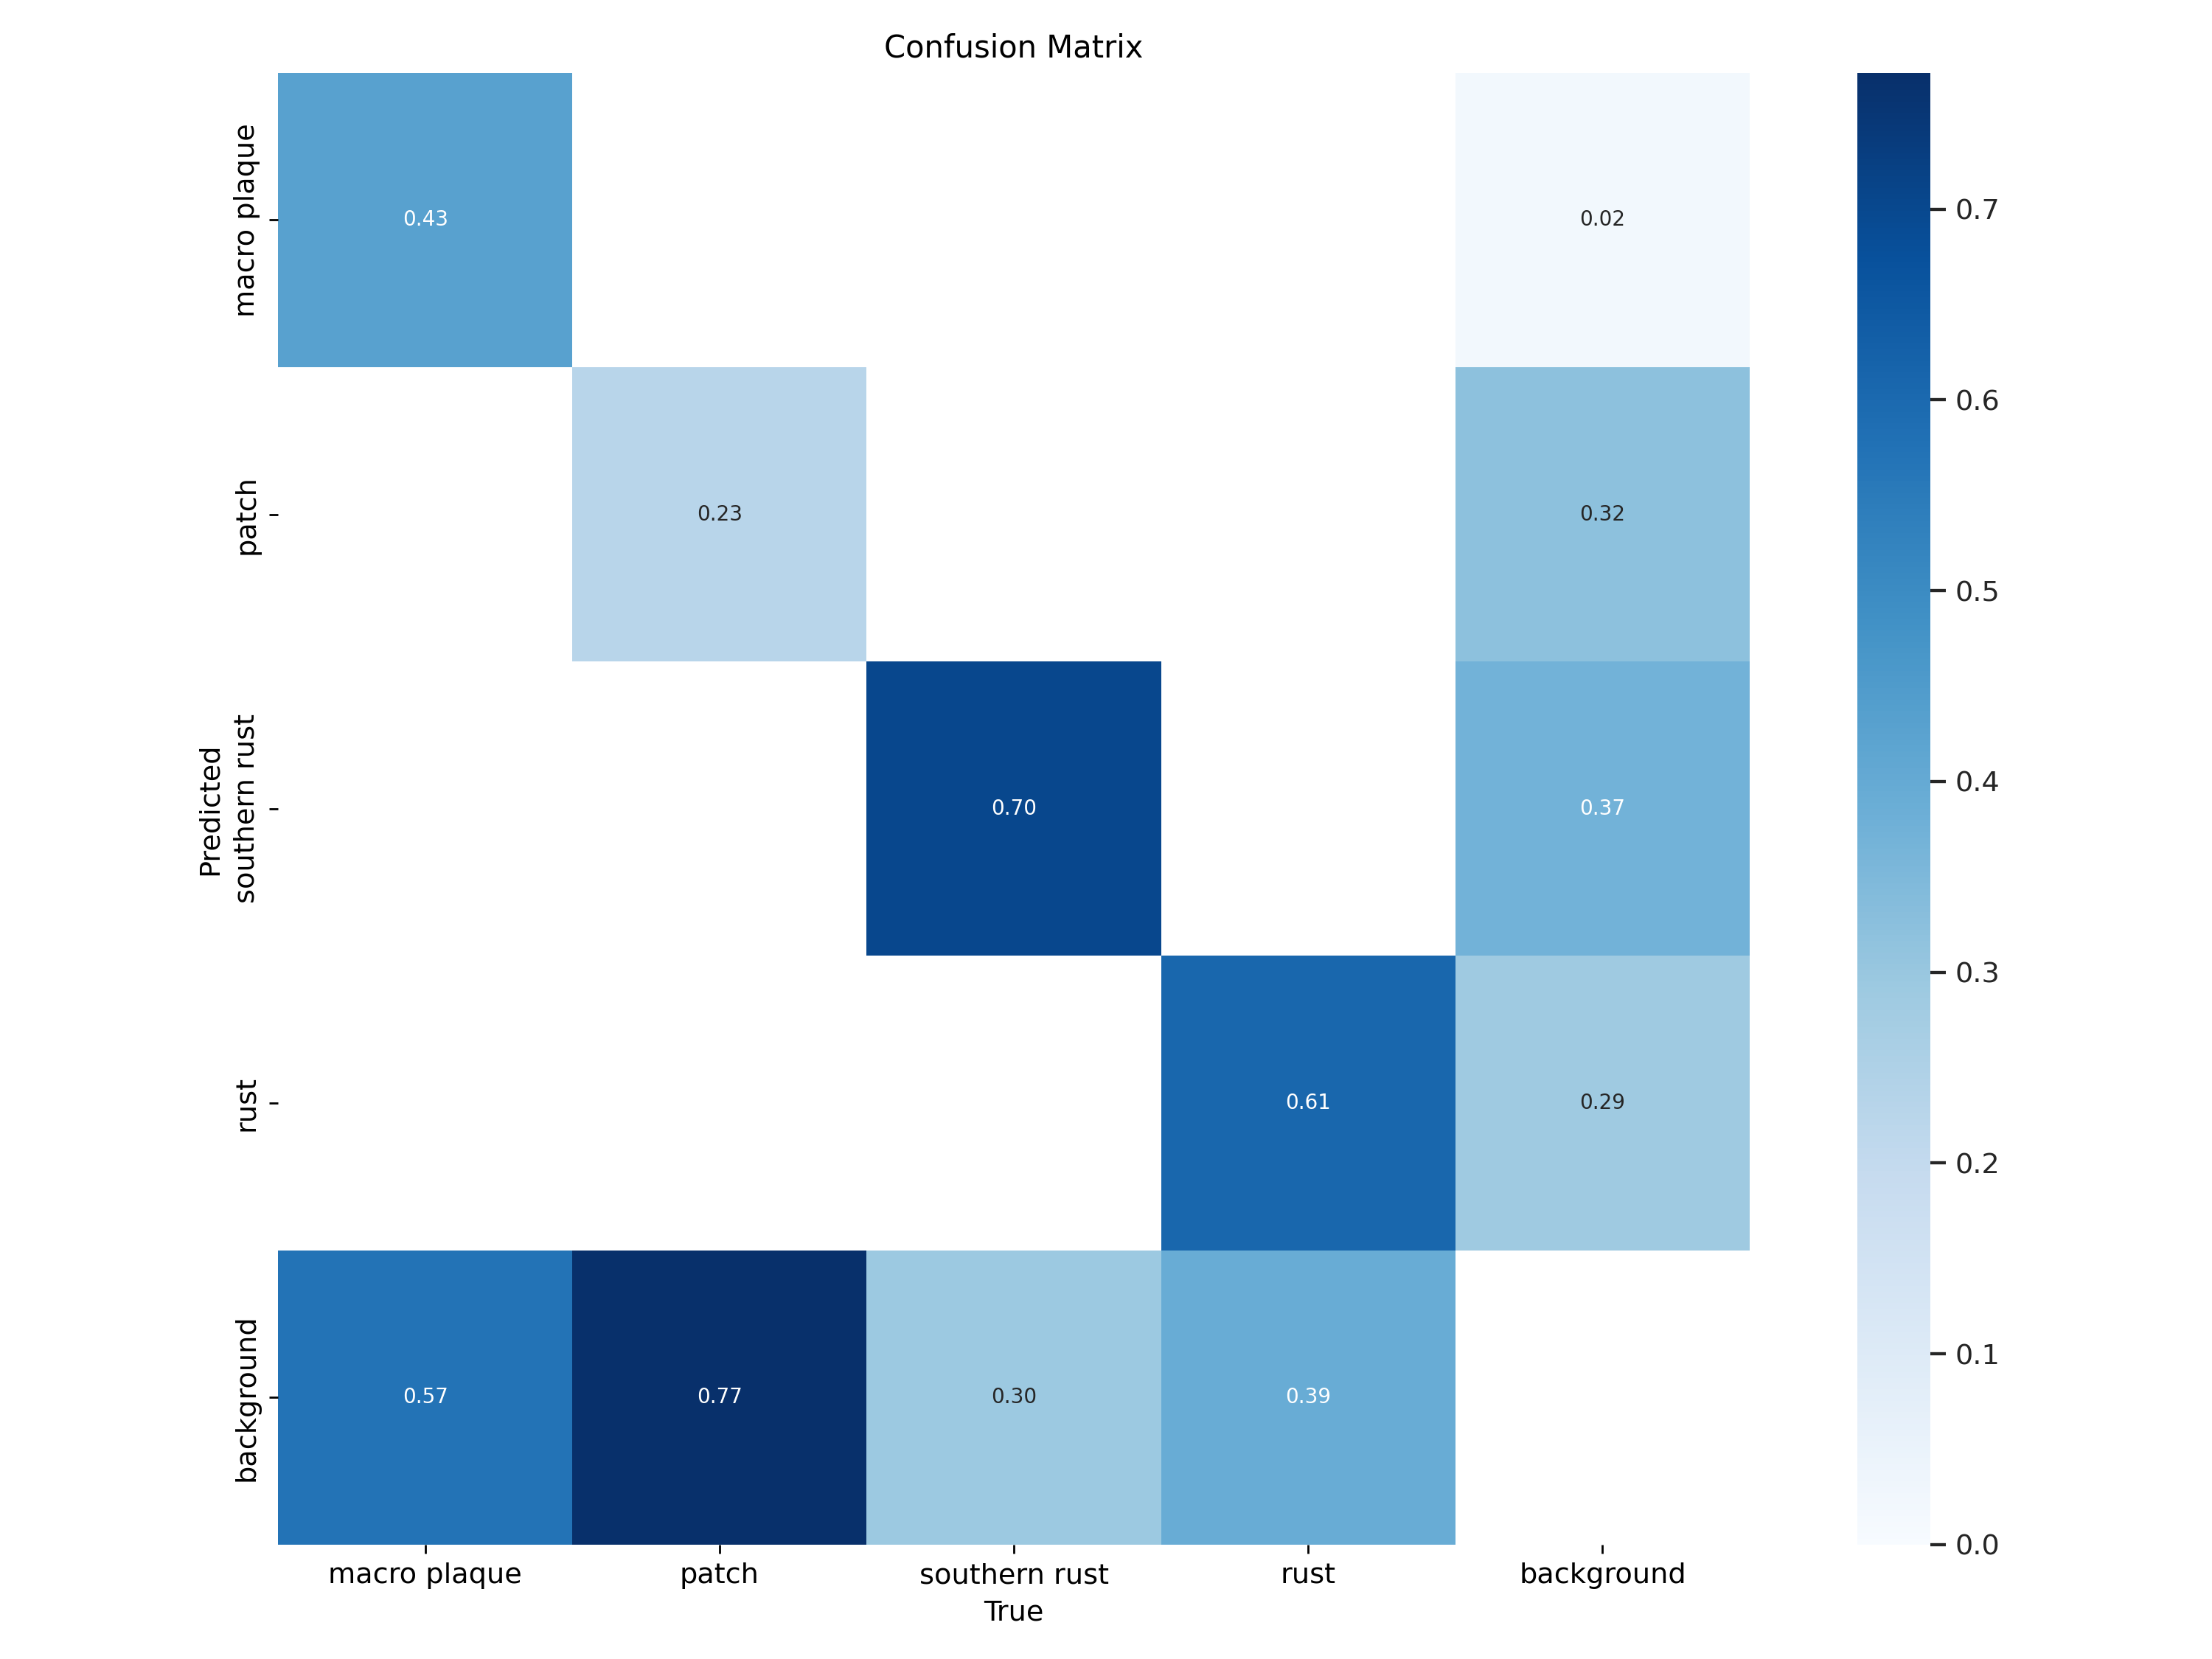 Confusion Matrix
macro plaque
0.43
0.02
0.7
0.6
patch
0.23
0.32
0.5
Predicted
southern rust
0.70
0.37
0.4
0.3
rust
0.61
0.29
0.2
background
0.57
0.77
0.30
0.39
0.1
0.0
macro plaque
patch
southern rust
rust
background
True